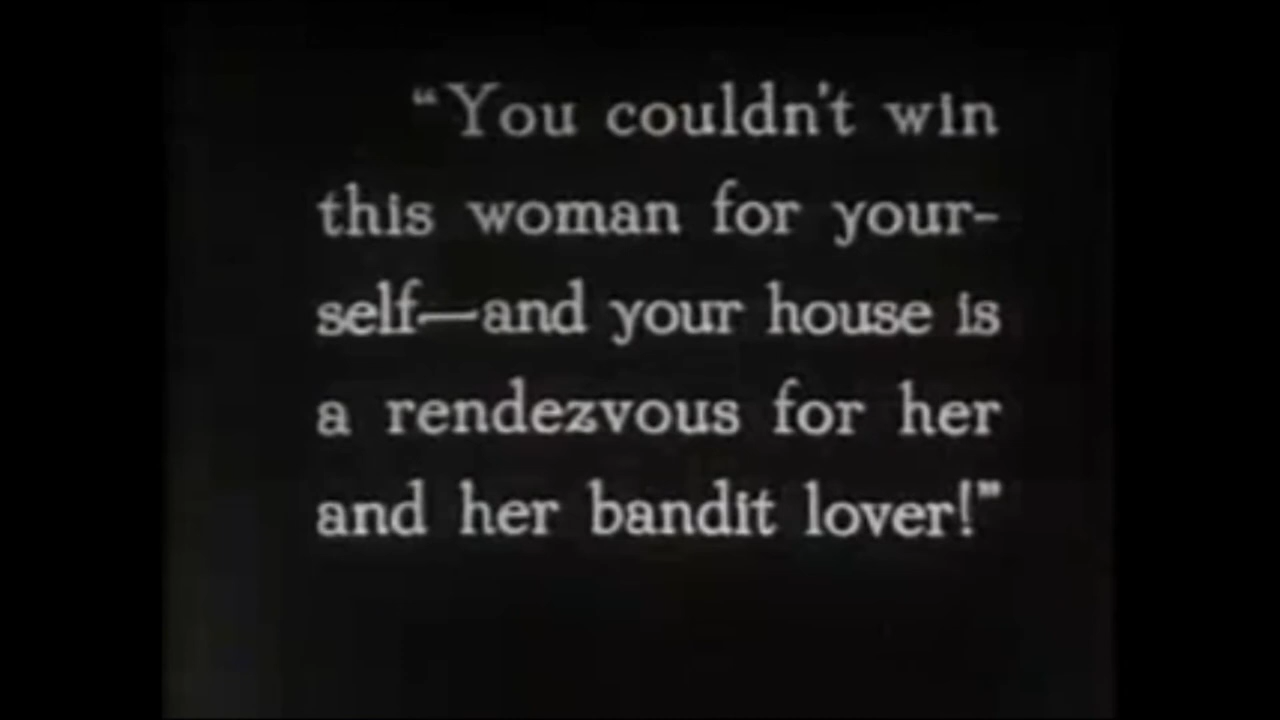 “You couldn't win
this woman for your-
self—and your house is
a rendezvous for her
and her bandit lover!”